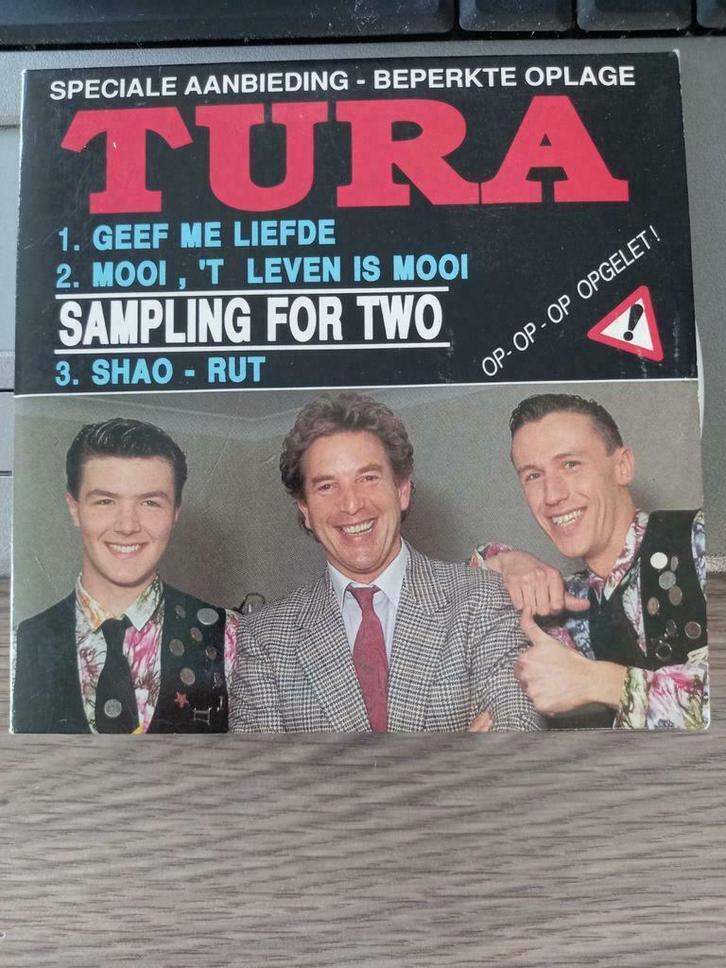 SPECIALE AANBIEDING - BEPERKTE OPLAGE
TURA
1. GEEF ME LIEFDE
2. MOOI , 'T LEVEN IS MOOI
SAMPLING FOR TWO
3. SHAO - RUT
OP- OP - OP OPGELET !
!